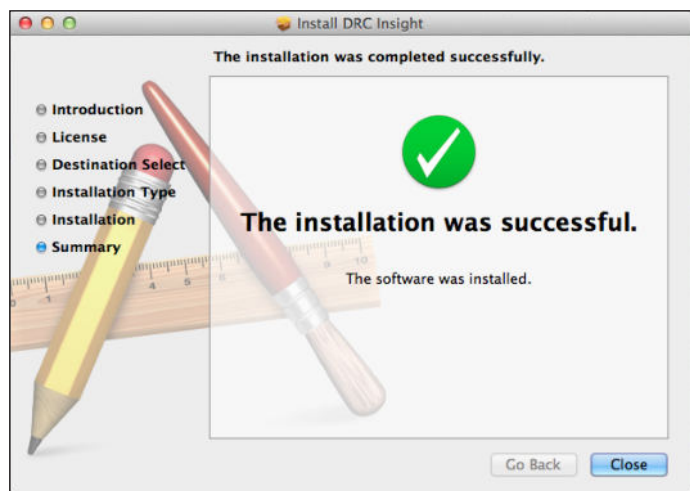 Install DRC Insight
The installation was completed successfully.
Introduction
License
Destination Select
Installation Type
Installation
Summary
The installation was successful.
The software was installed.
Go Back
Close